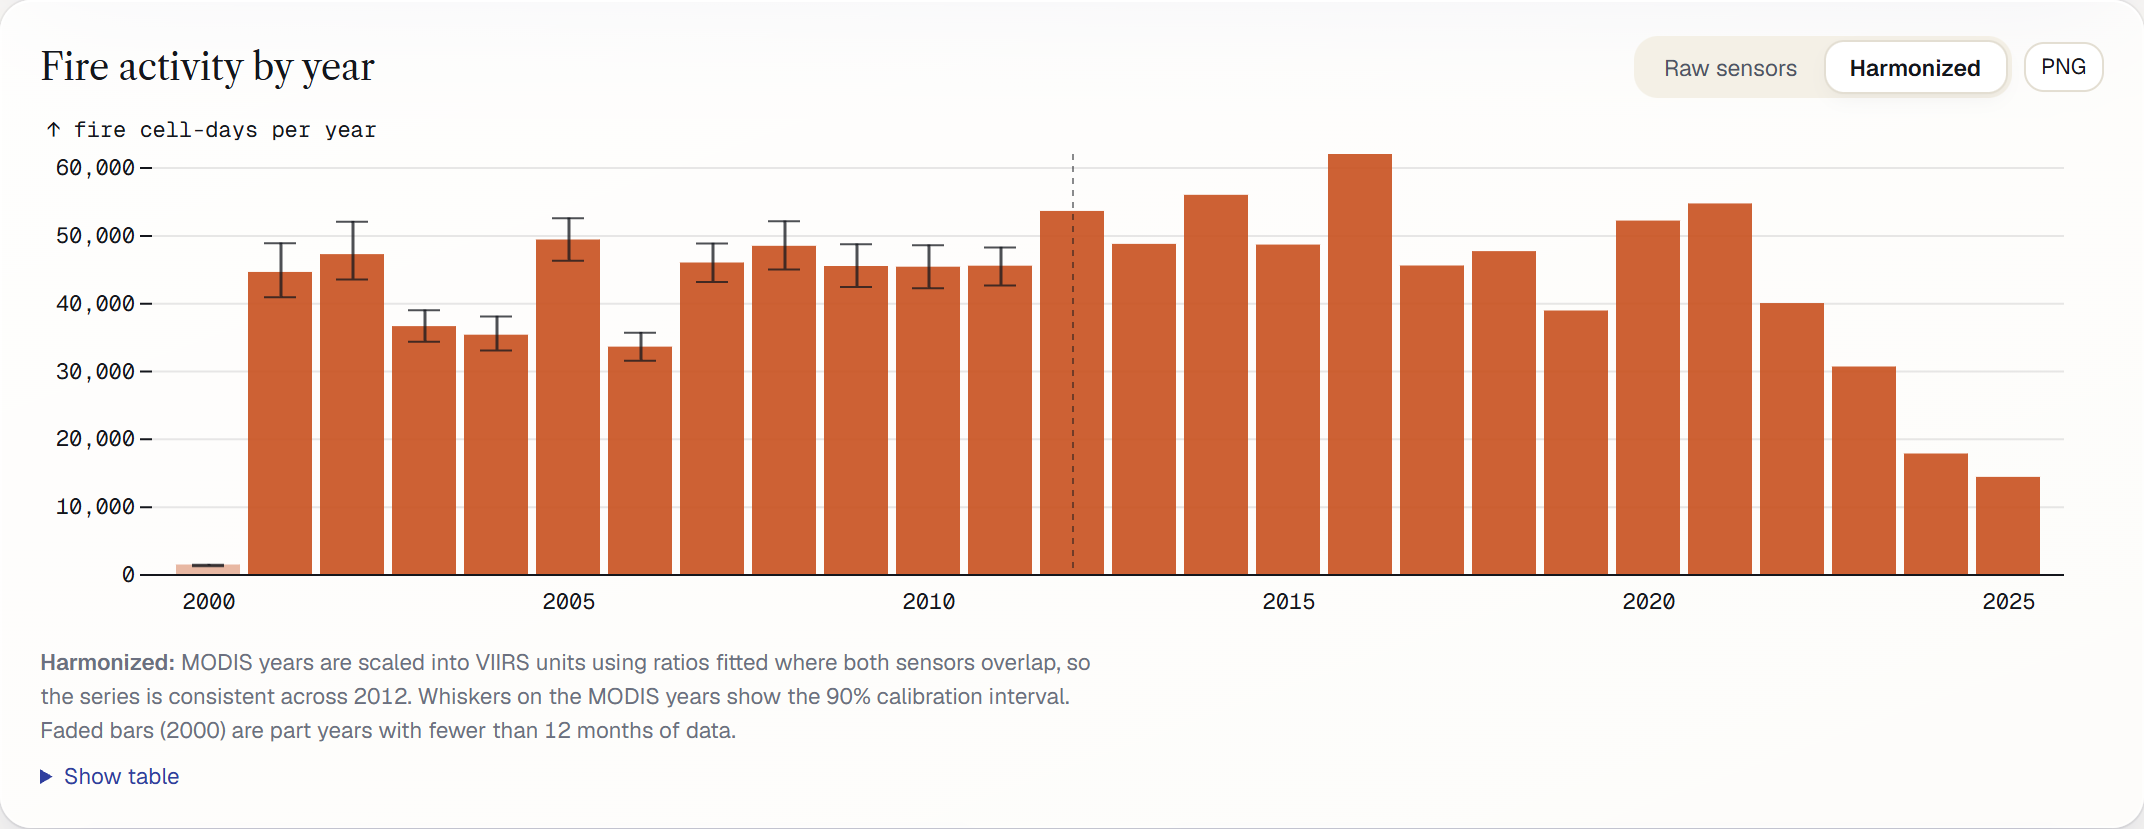 Fire activity by year
Raw sensors
Harmonized
PNG
↑ fire cell-days per year
60,000
50,000
40,000
30,000
20,000
10,000
0
2000
2005
2010
2015
2020
2025
Harmonized: MODIS years are scaled into VIIRS units using ratios fitted where both sensors overlap, so
the series is consistent across 2012. Whiskers on the MODIS years show the 90% calibration interval.
Faded bars (2000) are part years with fewer than 12 months of data.
Show table